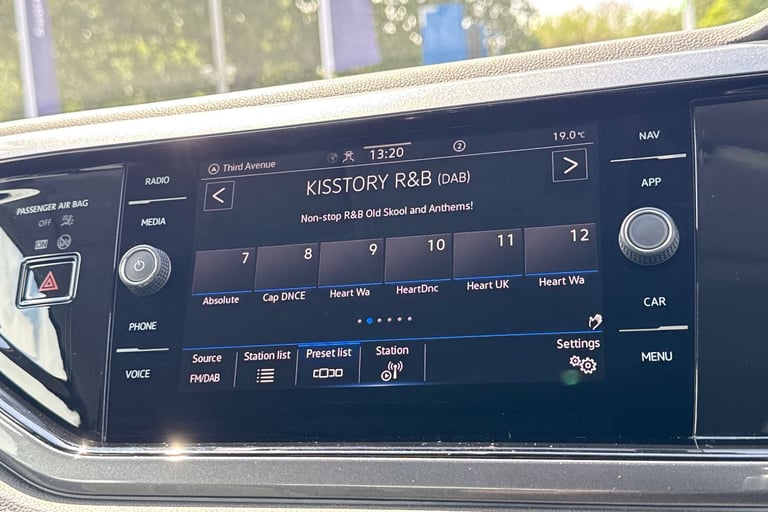 PASSENGER AIR BAG
OFF
ON
RADIO
MEDIA
PHONE
VOICE
Third Avenue
13:20
2
19.0°C
<
KISSTORY R&B (DAB)
>
Non-stop R&B Old Skool and Anthems!
7
8
9
10
11
12
Absolute
Cap DNCE
Heart Wa
HeartDnc
Heart UK
Heart Wa
Source
FM/DAB
Station list
Preset list
Station
Settings
NAV
APP
CAR
MENU